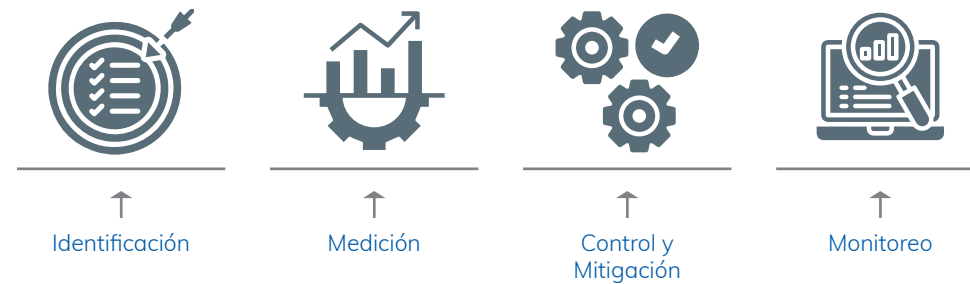 Identificación
Medición
Control y
Mitigación
Monitoreo